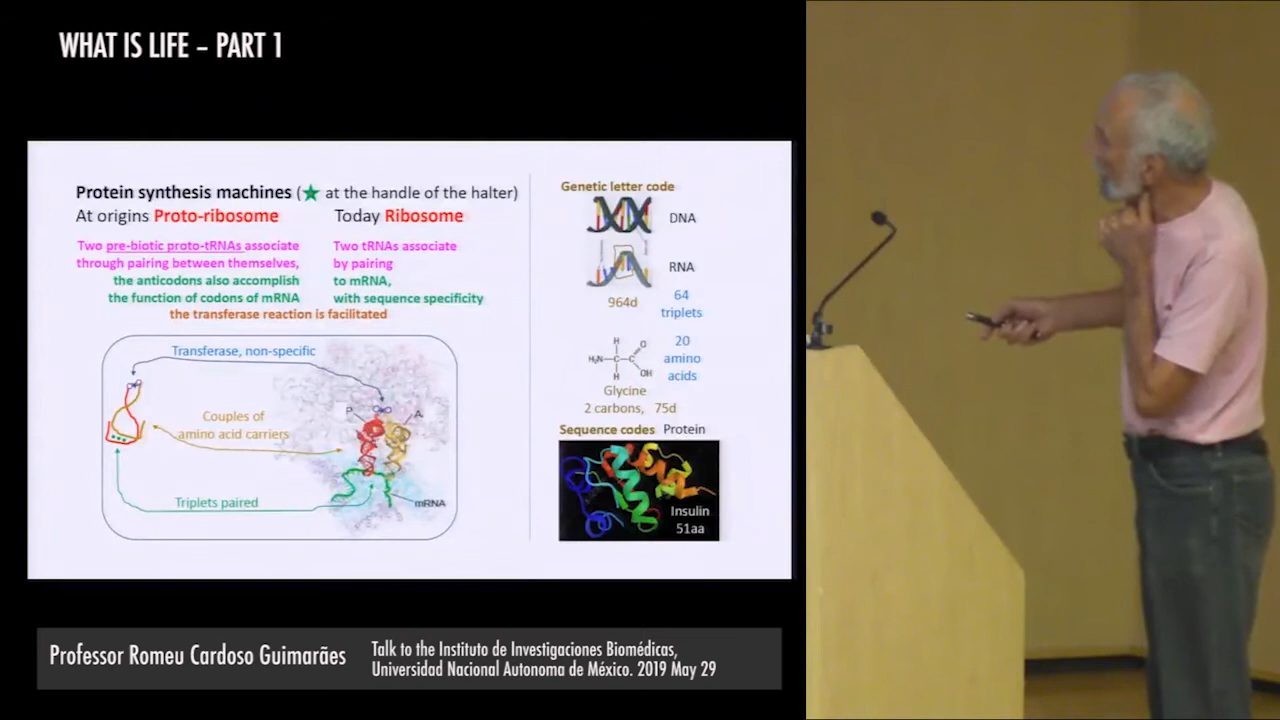 WHAT IS LIFE – PART 1
Protein synthesis machines (★ at the handle of the halter)
At origins Proto-ribosome
Today Ribosome
Two pre-biotic proto-tRNAs associate
through pairing between themselves,
the anticodons also accomplish
the function of codons of mRNA
Two tRNAs associate
by pairing
to mRNA,
with sequence specificity
the transferase reaction is facilitated
Transferase, non-specific
P
A
Couples of
amino acid carriers
Triplets paired
mRNA
Genetic letter code
DNA
RNA
964d
64
triplets
H
O
H₂N—C—C
OH
H
20
amino
acids
Glycine
2 carbons, 75d
Sequence codes Protein
Insulin
51aa
Professor Romeu Cardoso Guimarães
Talk to the Instituto de Investigaciones Biomédicas,
Universidad Nacional Autonoma de México. 2019 May 29